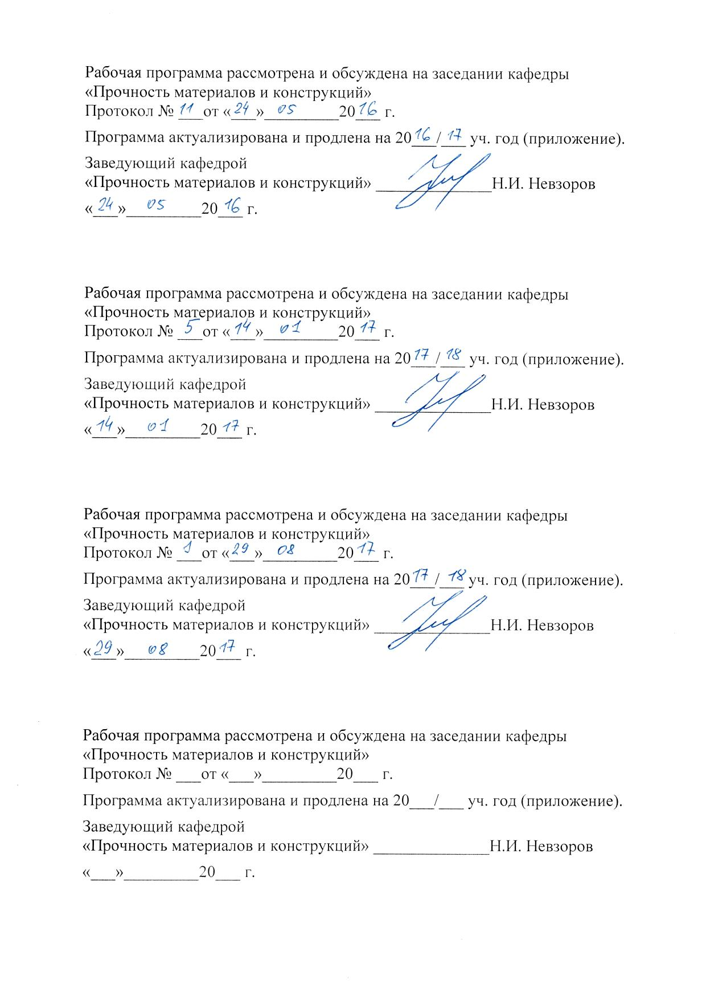 Рабочая программа рассмотрена и обсуждена на заседании кафедры
«Прочность материалов и конструкций»
Протокол № 11 от «24» 05 2016 г.
Программа актуализирована и продлена на 2016/17 уч. год (приложение).
Заведующий кафедрой
«Прочность материалов и конструкций» ______________Н.И. Невзоров
«24» 05 2016 г.
Рабочая программа рассмотрена и обсуждена на заседании кафедры
«Прочность материалов и конструкций»
Протокол № 5 от «14» 01 2017 г.
Программа актуализирована и продлена на 2017/18 уч. год (приложение).
Заведующий кафедрой
«Прочность материалов и конструкций» ______________Н.И. Невзоров
«14» 01 2017 г.
Рабочая программа рассмотрена и обсуждена на заседании кафедры
«Прочность материалов и конструкций»
Протокол № 1 от «29» 08 2017 г.
Программа актуализирована и продлена на 2017/18 уч. год (приложение).
Заведующий кафедрой
«Прочность материалов и конструкций» ______________Н.И. Невзоров
«29» 08 2017 г.
Рабочая программа рассмотрена и обсуждена на заседании кафедры
«Прочность материалов и конструкций»
Протокол № ___от «___»_________20___ г.
Программа актуализирована и продлена на 20___/___ уч. год (приложение).
Заведующий кафедрой
«Прочность материалов и конструкций» ______________Н.И. Невзоров
«___»_________20___ г.